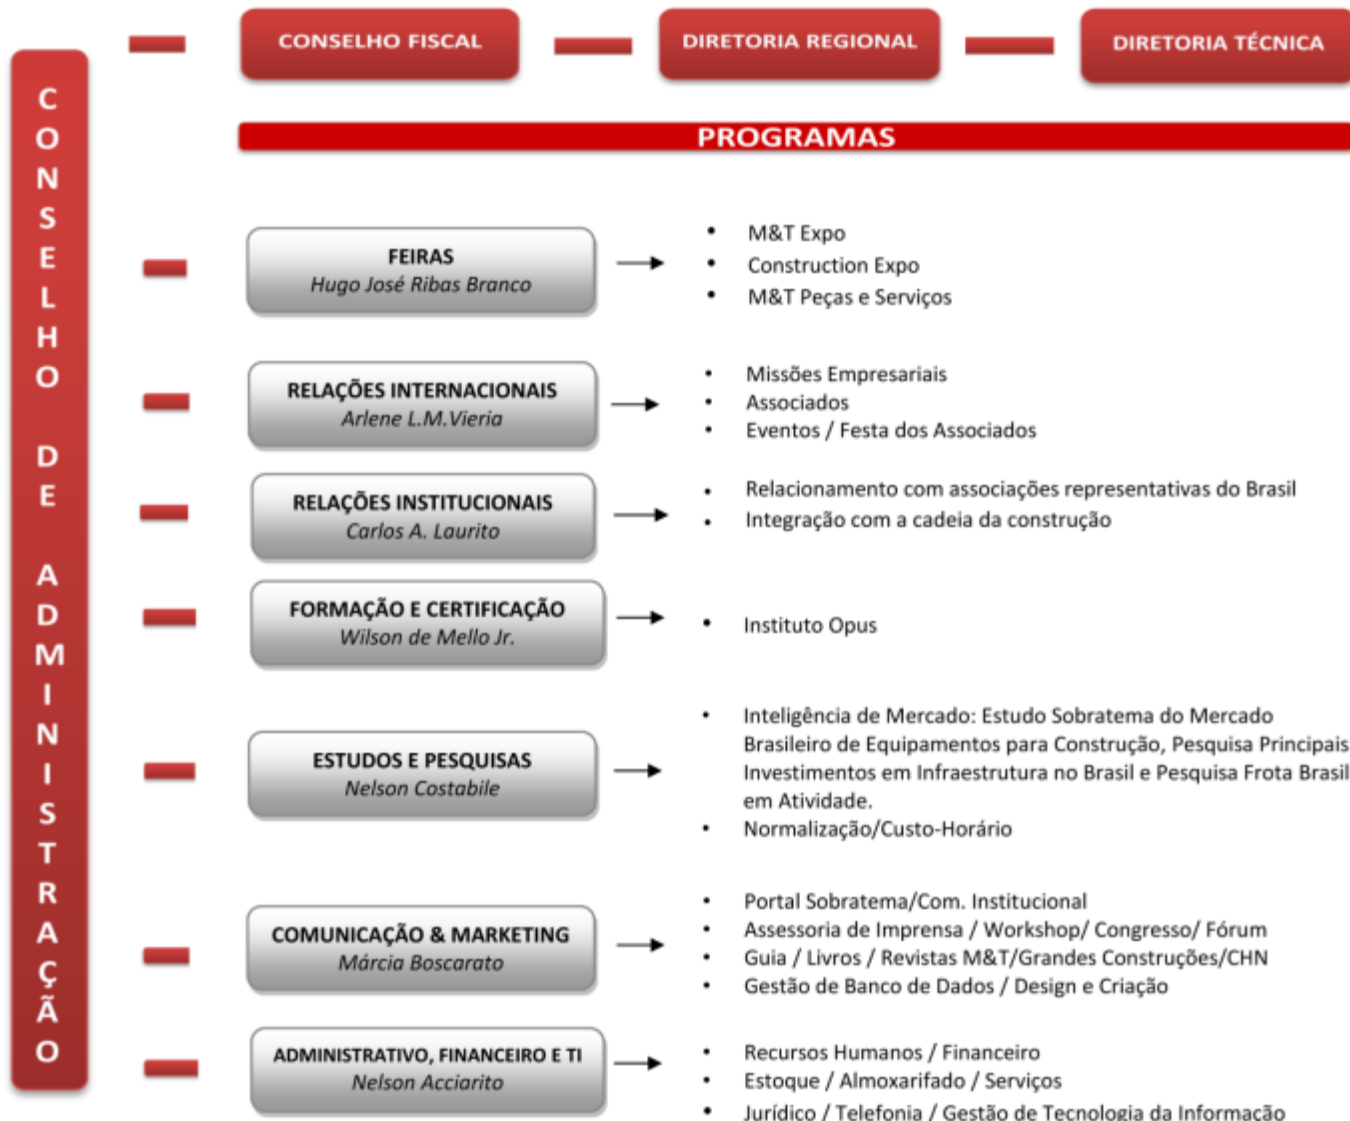 CONSELHO DE ADMINISTRAÇÃO
CONSELHO FISCAL
DIRETORIA REGIONAL
DIRETORIA TÉCNICA
PROGRAMAS
FEIRAS
Hugo José Ribas Branco
• M&T Expo
• Construction Expo
• M&T Peças e Serviços
RELAÇÕES INTERNACIONAIS
Arlene L.M.Vieria
• Missões Empresariais
• Associados
• Eventos / Festa dos Associados
RELAÇÕES INSTITUCIONAIS
Carlos A. Laurito
• Relacionamento com associações representativas do Brasil
• Integração com a cadeia da construção
FORMAÇÃO E CERTIFICAÇÃO
Wilson de Mello Jr.
• Instituto Opus
ESTUDOS E PESQUISAS
Nelson Costabile
• Inteligência de Mercado: Estudo Sobratema do Mercado
Brasileiro de Equipamentos para Construção, Pesquisa Principais
Investimentos em Infraestrutura no Brasil e Pesquisa Frota Brasil
em Atividade.
• Normalização/Custo-Horário
COMUNICAÇÃO & MARKETING
Márcia Boscarato
• Portal Sobratema/Com. Institucional
• Assessoria de Imprensa / Workshop/ Congresso/ Fórum
• Guia / Livros / Revistas M&T/Grandes Construções/CHN
• Gestão de Banco de Dados / Design e Criação
ADMINISTRATIVO, FINANCEIRO E TI
Nelson Acciarito
• Recursos Humanos / Financeiro
• Estoque / Almoxarifado / Serviços
• Jurídico / Telefonia / Gestão de Tecnologia da Informação